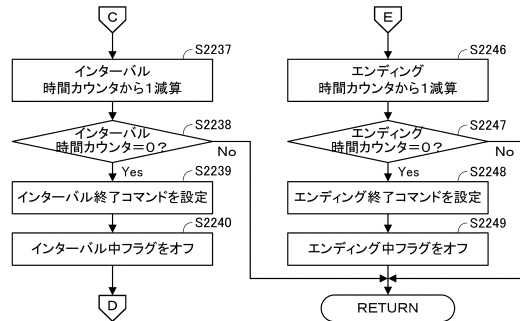 C
S2237
インターバル
時間カウンタから1減算
S2238
インターバル
時間カウンタ=0?
No
Yes
S2239
インターバル終了コマンドを設定
S2240
インターバル中フラグをオフ
D
E
S2246
エンディング
時間カウンタから1減算
S2247
エンディング
時間カウンタ=0?
No
Yes
S2248
エンディング終了コマンドを設定
S2249
エンディング中フラグをオフ
RETURN